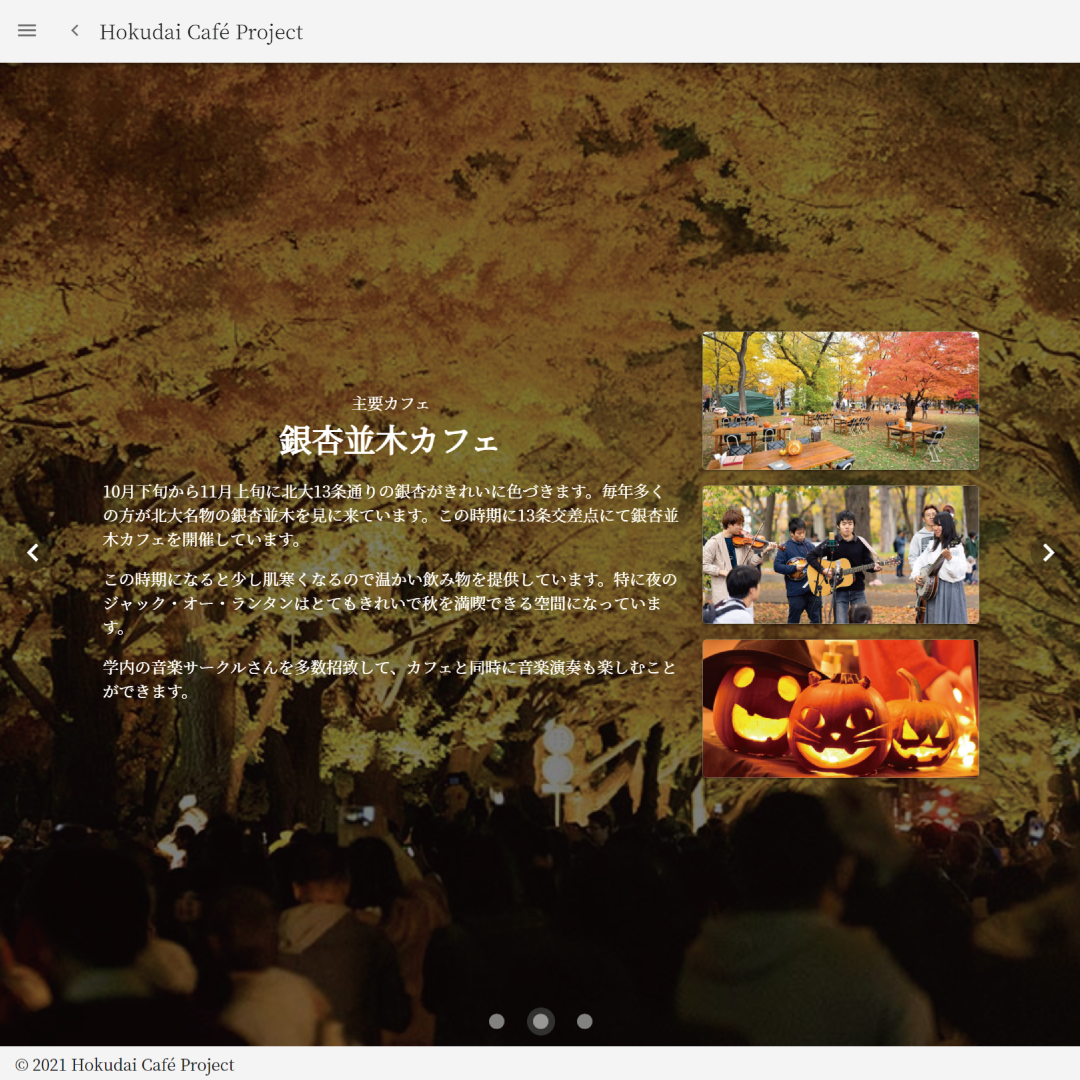 Hokudai Café Project
主要カフェ
銀杏並木カフェ
10月下旬から11月上旬に北大13条通りの銀杏がきれいに色づきます。毎年多く
の方が北大名物の銀杏並木を見に来ています。この時期に13条交差点にて銀杏並
木カフェを開催しています。
この時期になると少し肌寒くなるので温かい飲み物を提供しています。特に夜の
ジャック・オー・ランタンはとてもきれいで秋を満喫できる空間になっていま
す。
学内の音楽サークルさんを多数招致して、カフェと同時に音楽演奏も楽しむこと
ができます。
© 2021 Hokudai Café Project